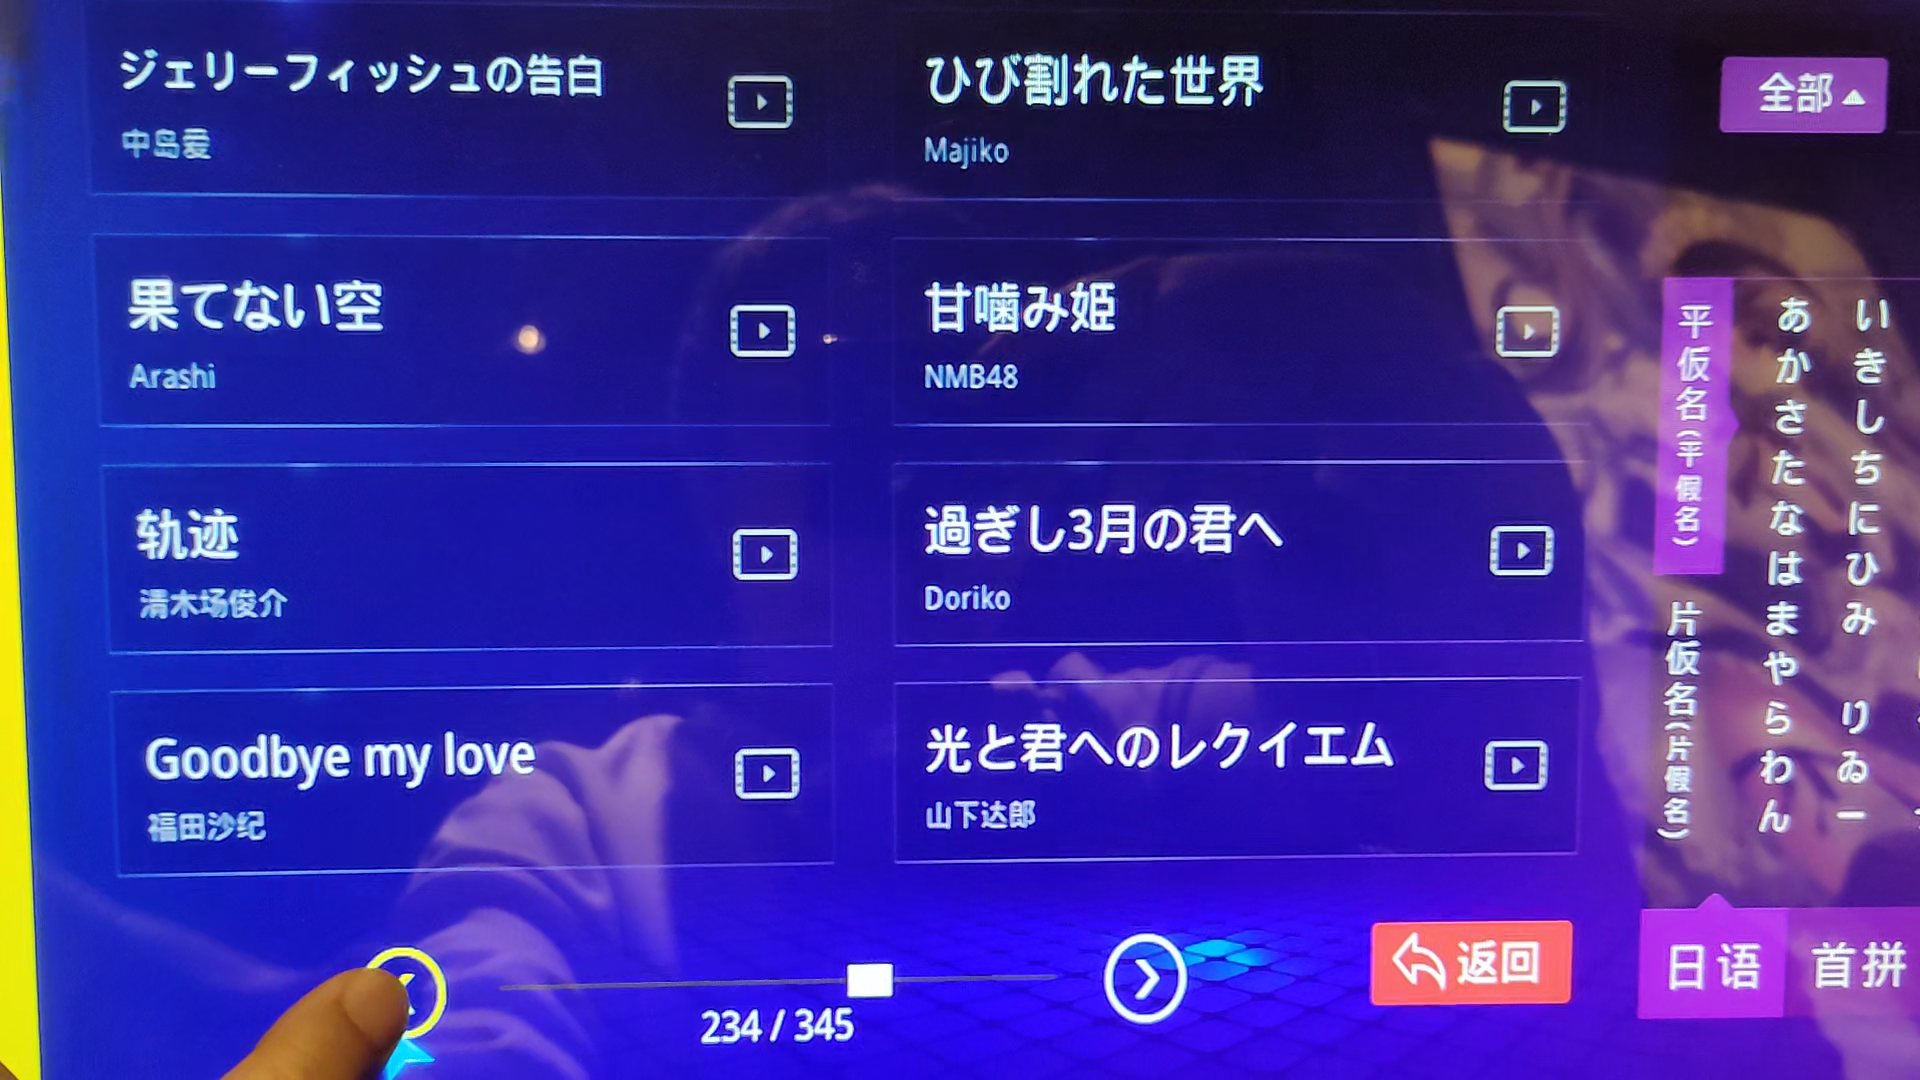 ジェリーフィッシュの告白
中岛爱
ひび割れた世界
Majiko
果てない空
Arashi
甘噛み姫
NMB48
轨迹
清木场俊介
過ぎし3月の君へ
Doriko
Goodbye my love
福田沙纪
光と君へのレクイエム
山下达郎
234 / 345
返回
全部
平仮名(平假名)
片仮名(片假名)
あかさたなはまやらわん
いきしちにひみ りゐー
日语
首拼